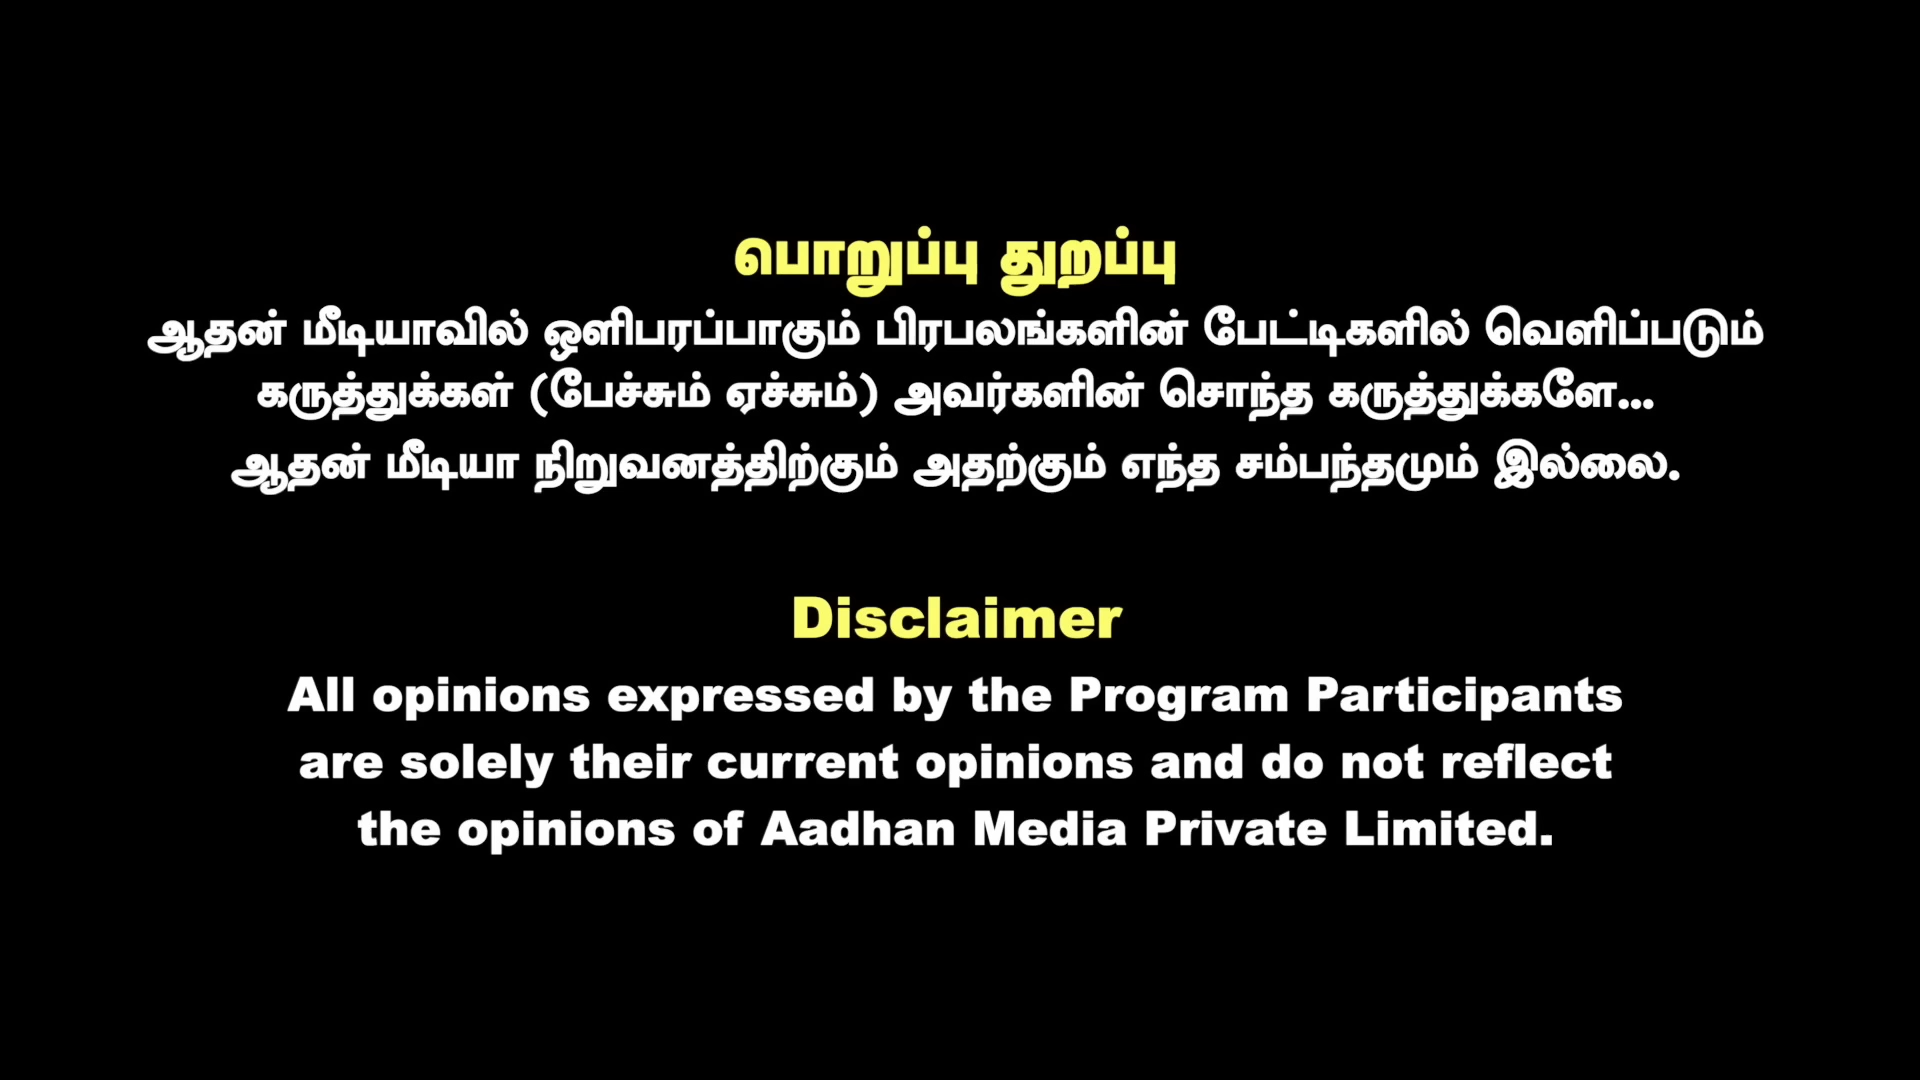 பொறுப்பு துறப்பு
ஆதன் மீடியாவில் ஒளிபரப்பாகும் பிரபலங்களின் பேட்டிகளில் வெளிப்படும்
கருத்துக்கள் (பேச்சும் ஏச்சும்) அவர்களின் சொந்த கருத்துக்களே...
ஆதன் மீடியா நிறுவனத்திற்கும் அதற்கும் எந்த சம்பந்தமும் இல்லை.
Disclaimer
All opinions expressed by the Program Participants
are solely their current opinions and do not reflect
the opinions of Aadhan Media Private Limited.